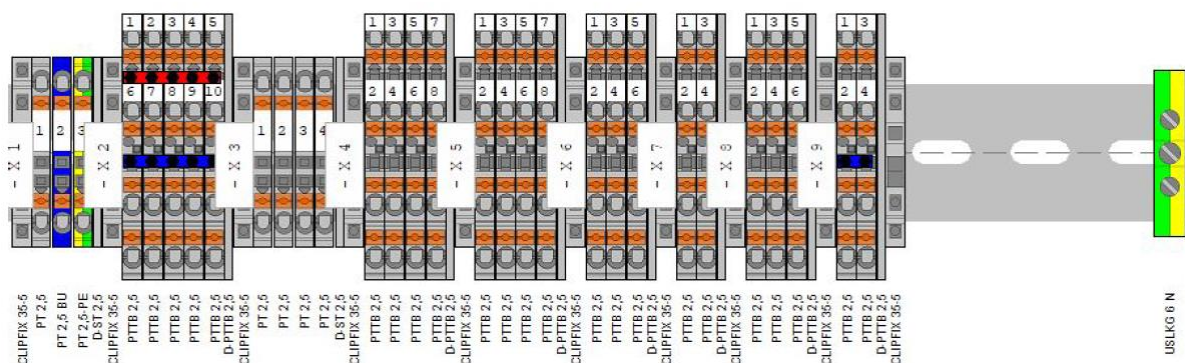 1 2 3 4 5 1 3 5 7 1 3 5 7 1 3 5 1 3 1 3 5 1 3
6 7 8 9 10 2 4 6 8 2 4 6 8 2 4 6 2 4 2 4 6 2 4
1 2 3 1 2 3 4
- X 1
- X 2
- X 3
- X 4
- X 5
- X 6
- X 7
- X 8
- X 9
CLIPFIX 35-5
PT 2,5
PT 2,5 BU
PT 2,5-PE
D-ST 2,5
CLIPFIX 35-5
PTTB 2,5
PTTB 2,5
PTTB 2,5
PTTB 2,5
PTTB 2,5
D-PTTB 2,5
CLIPFIX 35-5
PT 2,5
PT 2,5
PT 2,5
PT 2,5
D-ST 2,5
CLIPFIX 35-5
PTTB 2,5
PTTB 2,5
PTTB 2,5
PTTB 2,5
D-PTTB 2,5
CLIPFIX 35-5
PTTB 2,5
PTTB 2,5
PTTB 2,5
PTTB 2,5
D-PTTB 2,5
CLIPFIX 35-5
PTTB 2,5
PTTB 2,5
PTTB 2,5
D-PTTB 2,5
CLIPFIX 35-5
PTTB 2,5
PTTB 2,5
D-PTTB 2,5
CLIPFIX 35-5
PTTB 2,5
PTTB 2,5
PTTB 2,5
D-PTTB 2,5
CLIPFIX 35-5
PTTB 2,5
PTTB 2,5
D-PTTB 2,5
CLIPFIX 35-5
USLKG 6 N